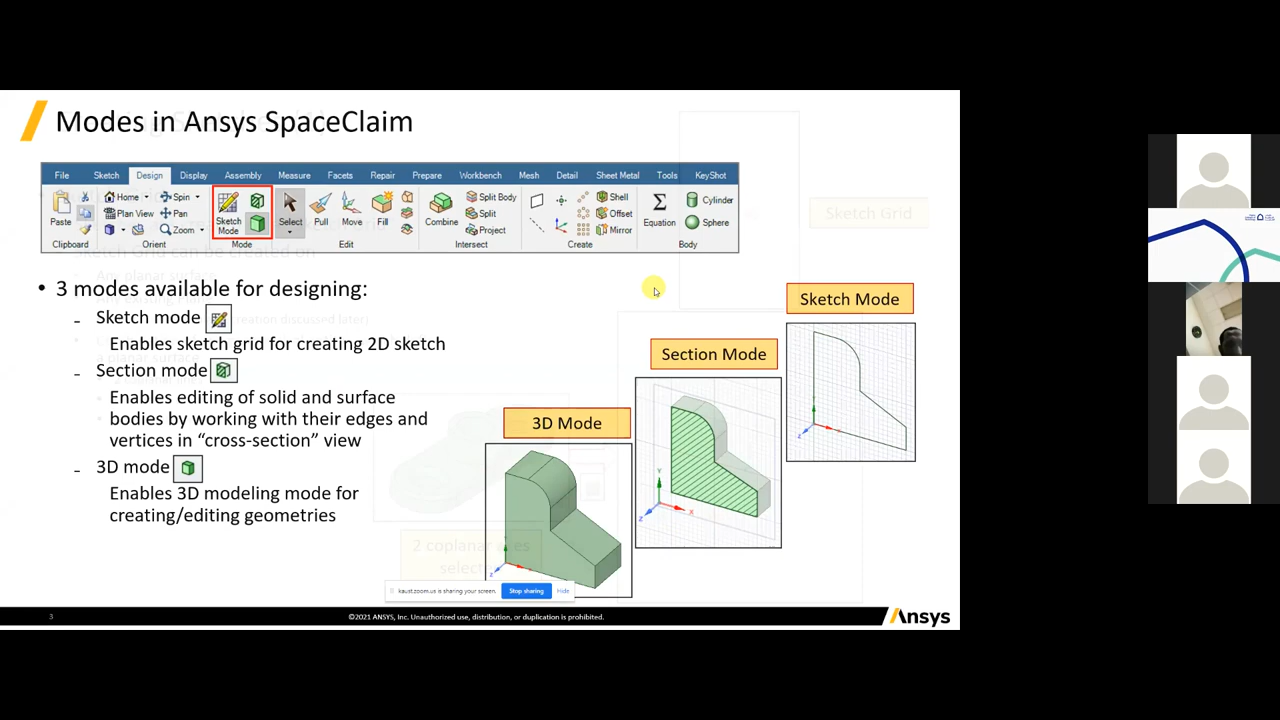 Modes in Ansys SpaceClaim
File Sketch Design Display Assembly Measure Facets Repair Prepare Workbench Mesh Detail Sheet Metal Tools KeyShot
Paste
Home Spin
Plan View Pan
Zoom
Sketch Mode
Select Pull Move Fill
Combine
Split Body
Split
Project
Shell
Offset
Mirror
Equation
Cylinder
Sphere
Clipboard Orient Mode Edit Intersect Create Body
Sketch Grid
Sketch Grid can be created on
• 3 modes available for designing:
- Sketch mode
Enables sketch grid for creating 2D sketch
- Section mode
Enables editing of solid and surface
bodies by working with their edges and
vertices in “cross-section” view
- 3D mode
Enables 3D modeling mode for
creating/editing geometries
Sketch Mode
Section Mode
3D Mode
kaust.zoom.us is sharing your screen. Stop sharing Hide
3
©2021 ANSYS, Inc. Unauthorized use, distribution, or duplication is prohibited.
Ansys